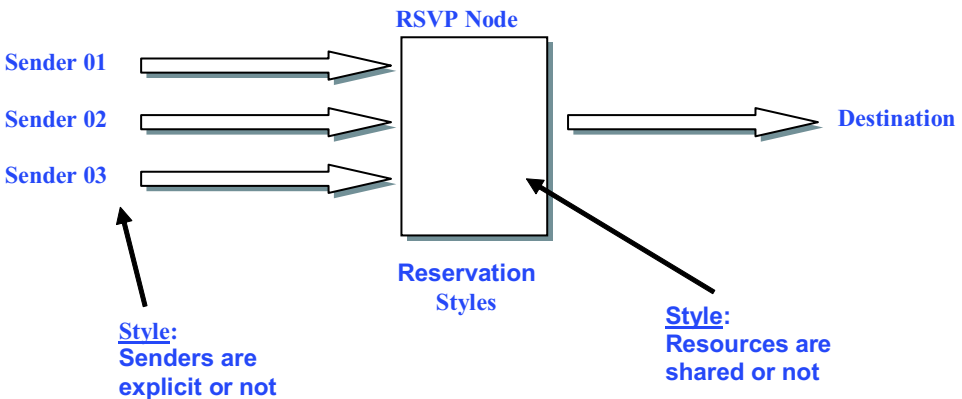 RSVP Node
Sender 01
Sender 02
Sender 03
Destination
Reservation
Styles
Style:
Senders are
explicit or not
Style:
Resources are
shared or not